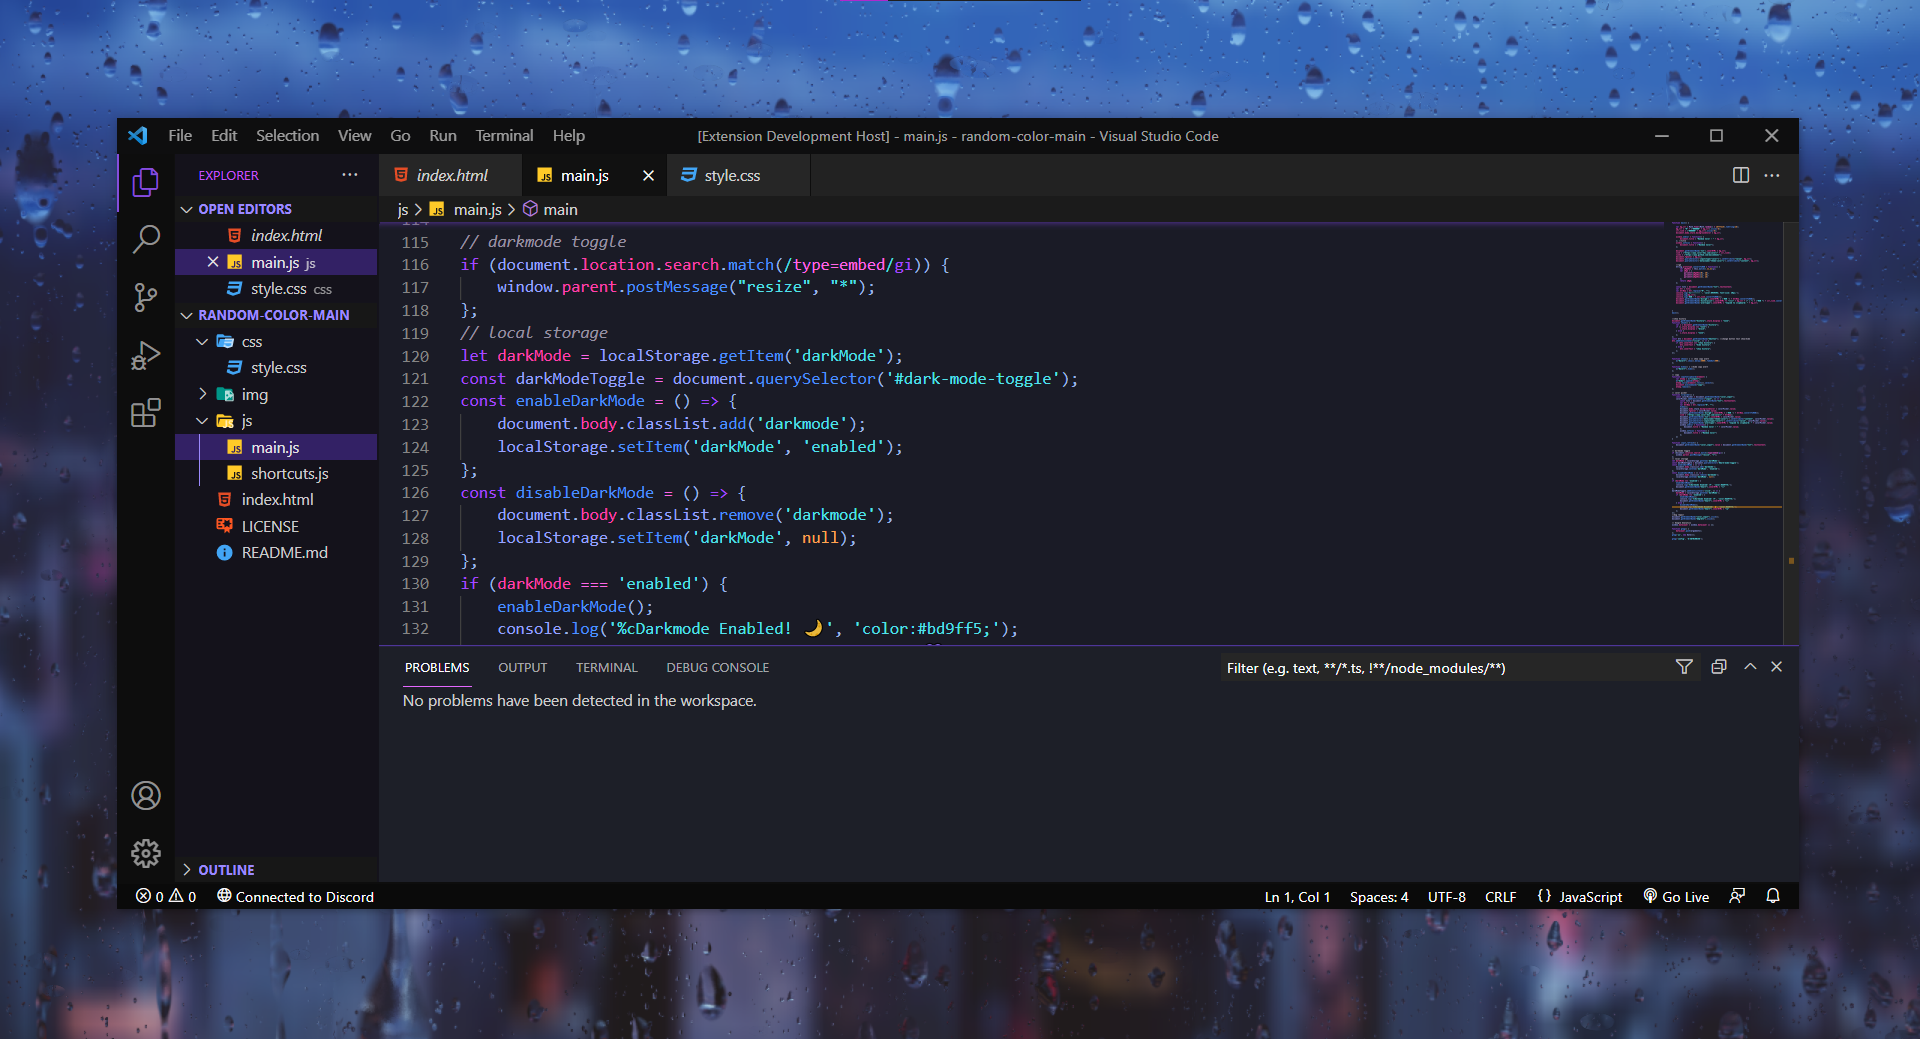 File Edit Selection View Go Run Terminal Help
[Extension Development Host] - main.js - random-color-main - Visual Studio Code
EXPLORER
OPEN EDITORS
index.html
main.js js
style.css css
RANDOM-COLOR-MAIN
css
style.css
img
js
main.js
shortcuts.js
index.html
LICENSE
README.md
OUTLINE
index.html
main.js
style.css
js > main.js > main
115 // darkmode toggle
116 if (document.location.search.match(/type=embed/gi)) {
117 window.parent.postMessage("resize", "*");
118 };
119 // local storage
120 let darkMode = localStorage.getItem('darkMode');
121 const darkModeToggle = document.querySelector('#dark-mode-toggle');
122 const enableDarkMode = () => {
123 document.body.classList.add('darkmode');
124 localStorage.setItem('darkMode', 'enabled');
125 };
126 const disableDarkMode = () => {
127 document.body.classList.remove('darkmode');
128 localStorage.setItem('darkMode', null);
129 };
130 if (darkMode === 'enabled') {
131 enableDarkMode();
132 console.log('%cDarkmode Enabled! 🌙', 'color:#bd9ff5;');
PROBLEMS OUTPUT TERMINAL DEBUG CONSOLE
Filter (e.g. text, **/*.ts, !**/node_modules/**)
No problems have been detected in the workspace.
0 0 Connected to Discord
Ln 1, Col 1 Spaces: 4 UTF-8 CRLF {} JavaScript Go Live